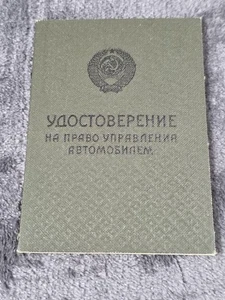 УДОСТОВЕРЕНИЕ
НА ПРАВО УПРАВЛЕНИЯ
АВТОМОБИЛЕМ